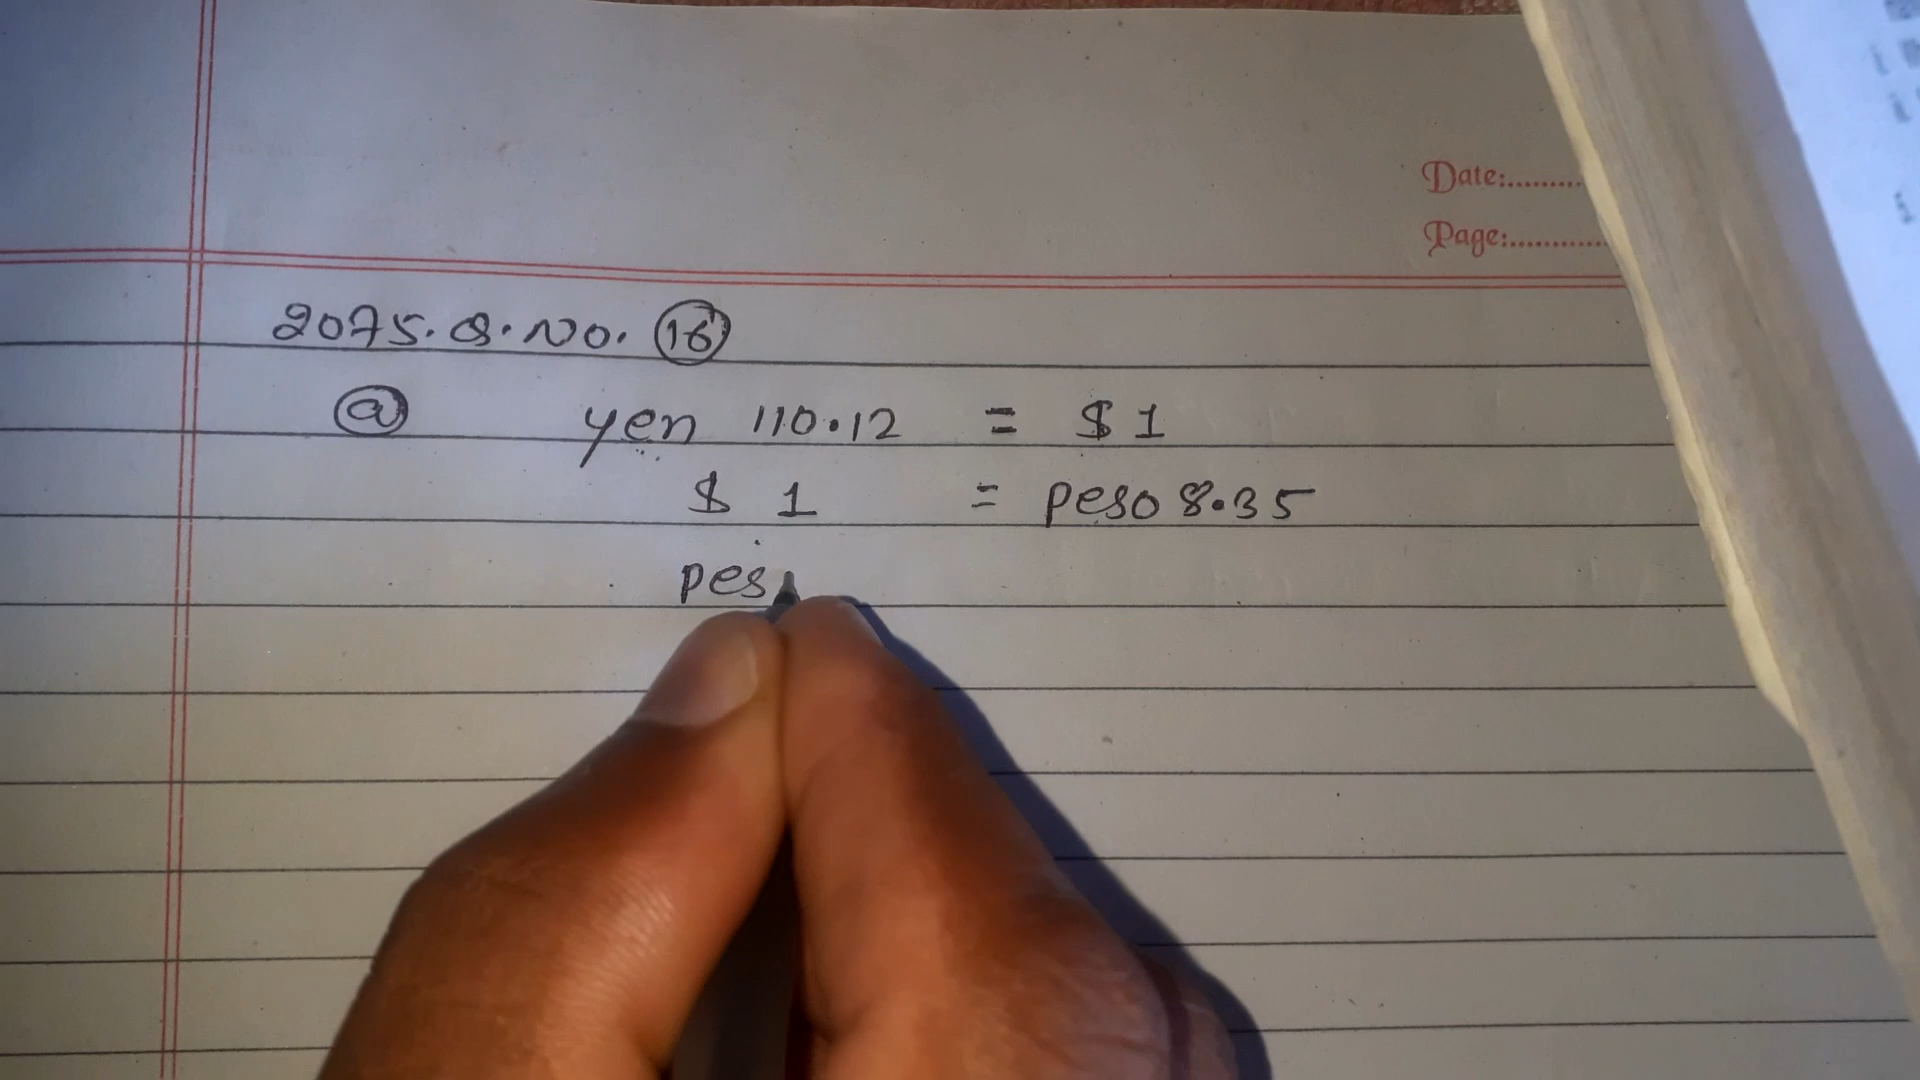 Date:.........
Page:............
2075. Q. No. 16
a yen 110.12 = $ 1
$ 1 = peso 8.35
pes